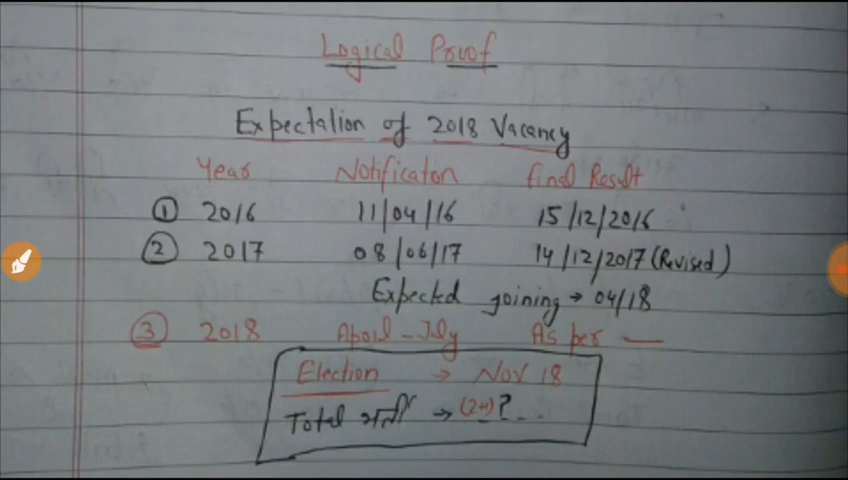 Logical Proof
Expectation of 2018 Vacancy
Year Notification Final Result
① 2016 11/04/16 15/12/2016
② 2017 08/06/17 14/12/2017 (Revised)
Expected joining → 04/18
③ 2018 April - July As per —
Election → Nov 18
Total भर्ती → ? - -